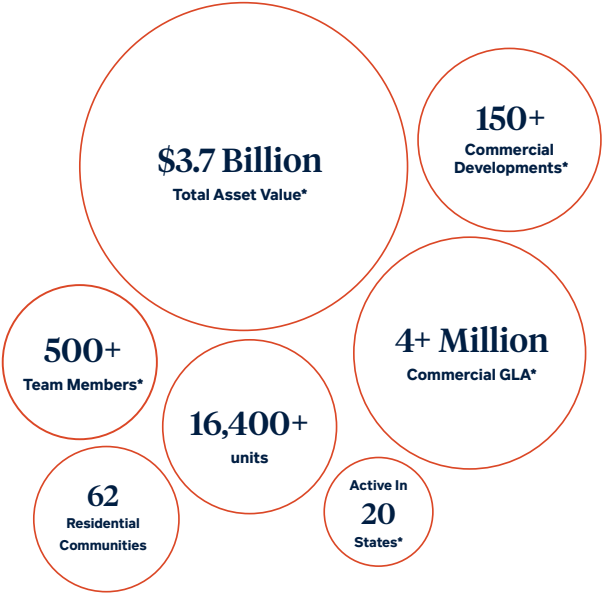 $3.7 Billion
Total Asset Value*
150+
Commercial
Developments*
500+
Team Members*
4+ Million
Commercial GLA*
16,400+
units
62
Residential
Communities
Active In
20
States*